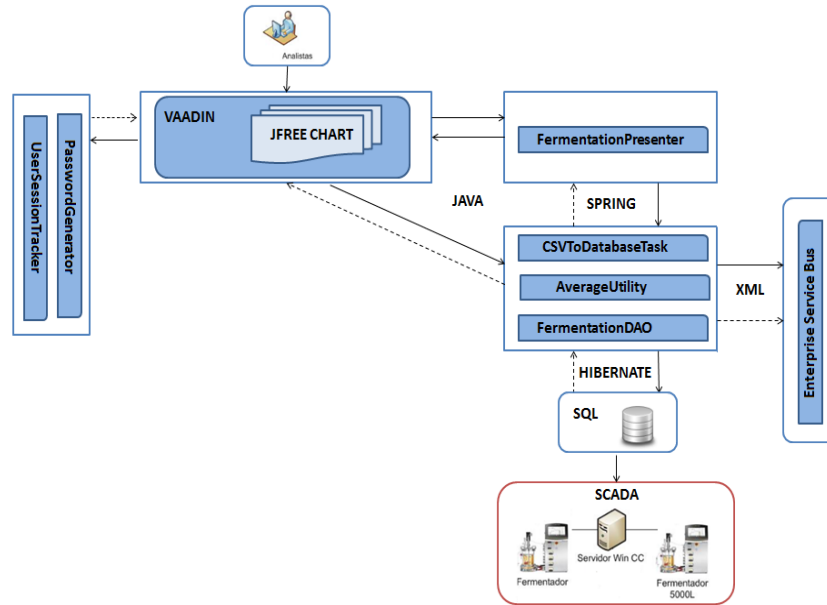 Analistas
VAADIN
JFREE CHART
UserSessionTracker
PasswordGenerator
FermentationPresenter
JAVA
SPRING
CSVToDatabaseTask
AverageUtility
FermentationDAO
XML
Enterprise Service Bus
HIBERNATE
SQL
SCADA
Servidor Win CC
Fermentador
Fermentador
5000L